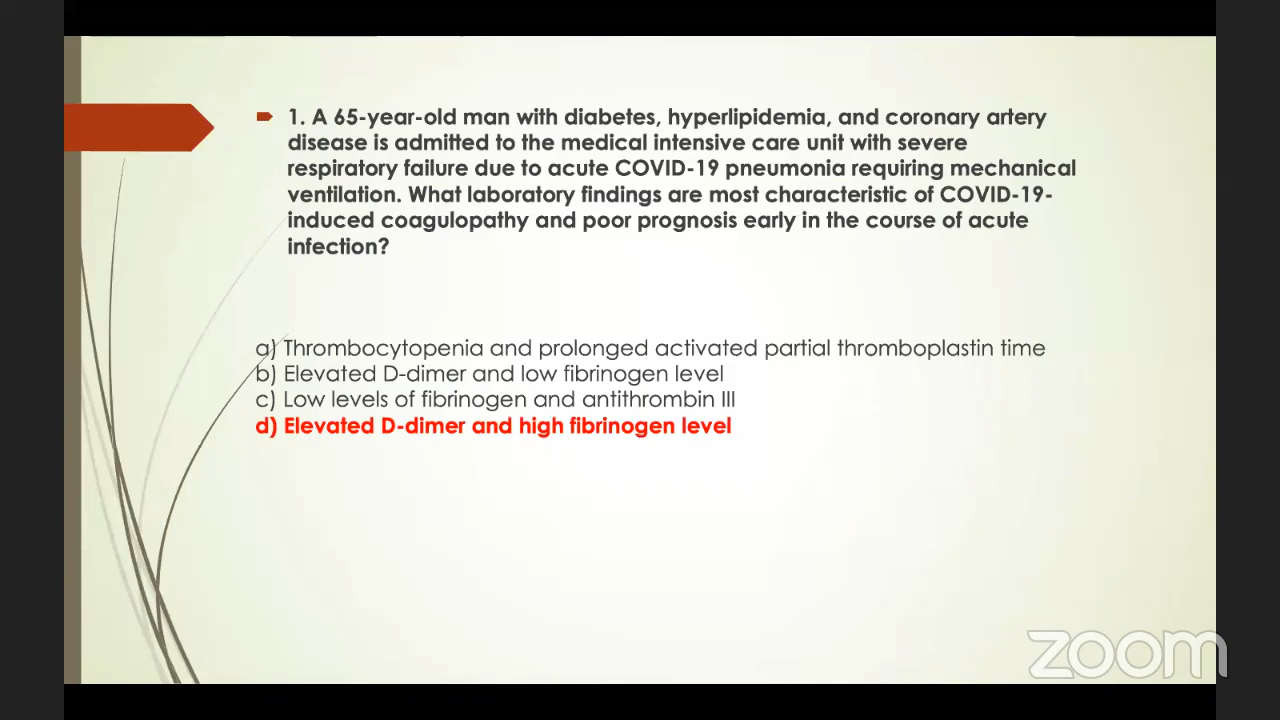 1. A 65-year-old man with diabetes, hyperlipidemia, and coronary artery
disease is admitted to the medical intensive care unit with severe
respiratory failure due to acute COVID-19 pneumonia requiring mechanical
ventilation. What laboratory findings are most characteristic of COVID-19-
induced coagulopathy and poor prognosis early in the course of acute
infection?
a) Thrombocytopenia and prolonged activated partial thromboplastin time
b) Elevated D-dimer and low fibrinogen level
c) Low levels of fibrinogen and antithrombin III
d) Elevated D-dimer and high fibrinogen level
zoom